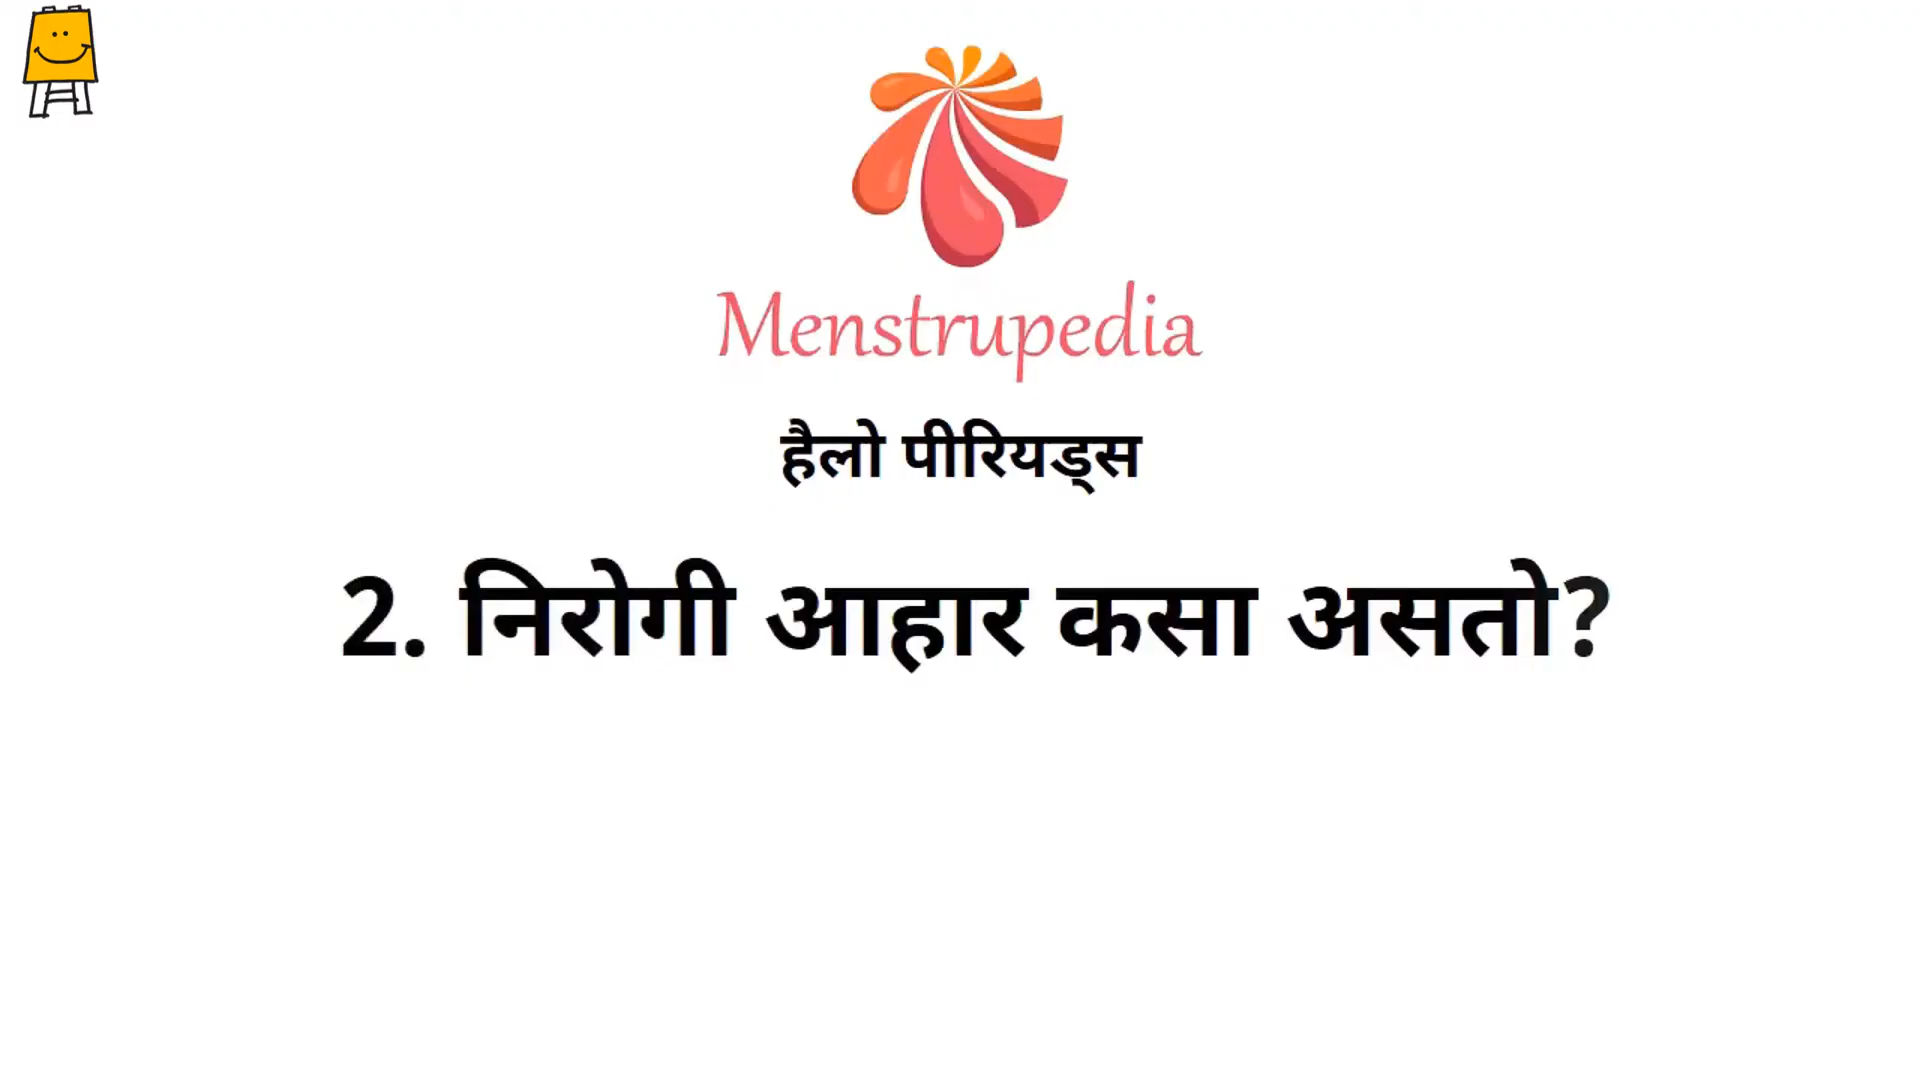 Menstrupedia
हैलो पीरियड्स
2. निरोगी आहार कसा असतो?